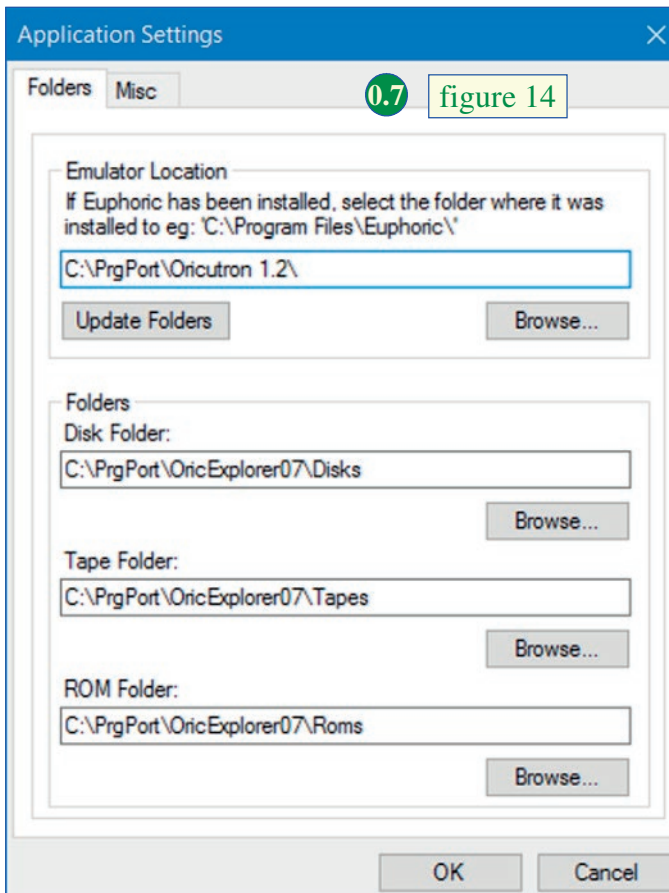 Application Settings
Folders Misc
0.7 figure 14
Emulator Location
If Euphoric has been installed, select the folder where it was
installed to eg: 'C:\Program Files\Euphoric\'
C:\PrgPort\Oricutron 1.2\
Update Folders Browse...
Folders
Disk Folder:
C:\PrgPort\OricExplorer07\Disks
Browse...
Tape Folder:
C:\PrgPort\OricExplorer07\Tapes
Browse...
ROM Folder:
C:\PrgPort\OricExplorer07\Roms
Browse...
OK Cancel